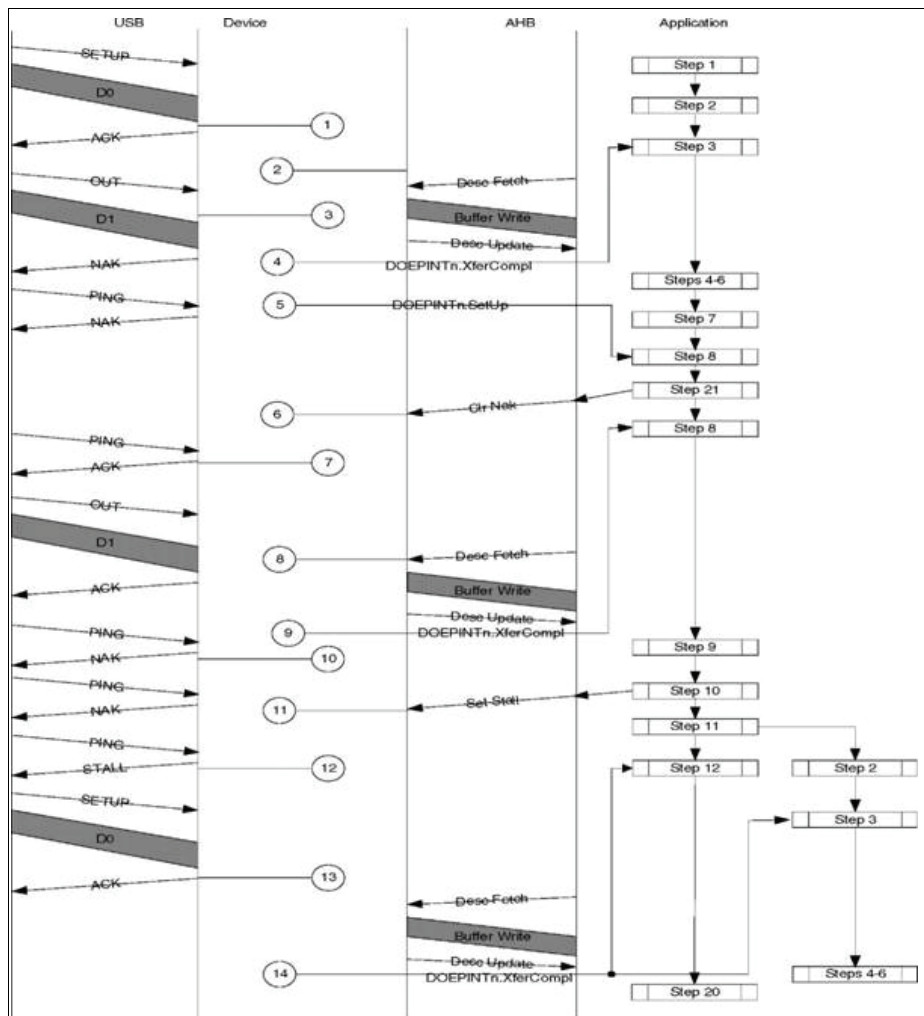 USB Device AHB Application
SETUP
Step 1
D0
Step 2
1
ACK
Step 3
2
Desc Fetch
OUT
D1
3
Buffer Write
Desc Update
4
NAK
DOEPINTn.XferCompl
Steps 4-6
PING
5
DOEPINTn.SetUp
Step 7
NAK
Step 8
Step 21
Clr Nak
6
Step 8
PING
7
ACK
OUT
D1
Desc Fetch
8
ACK
Buffer Write
Desc Update
9
DOEPINTn.XferCompl
PING
Step 9
NAK
10
PING
Step 10
Set Stall
NAK
11
Step 11
PING
STALL
12
Step 12
Step 2
SETUP
Step 3
D0
13
ACK
Desc Fetch
Buffer Write
Desc Update
14
DOEPINTn.XferCompl
Steps 4-6
Step 20